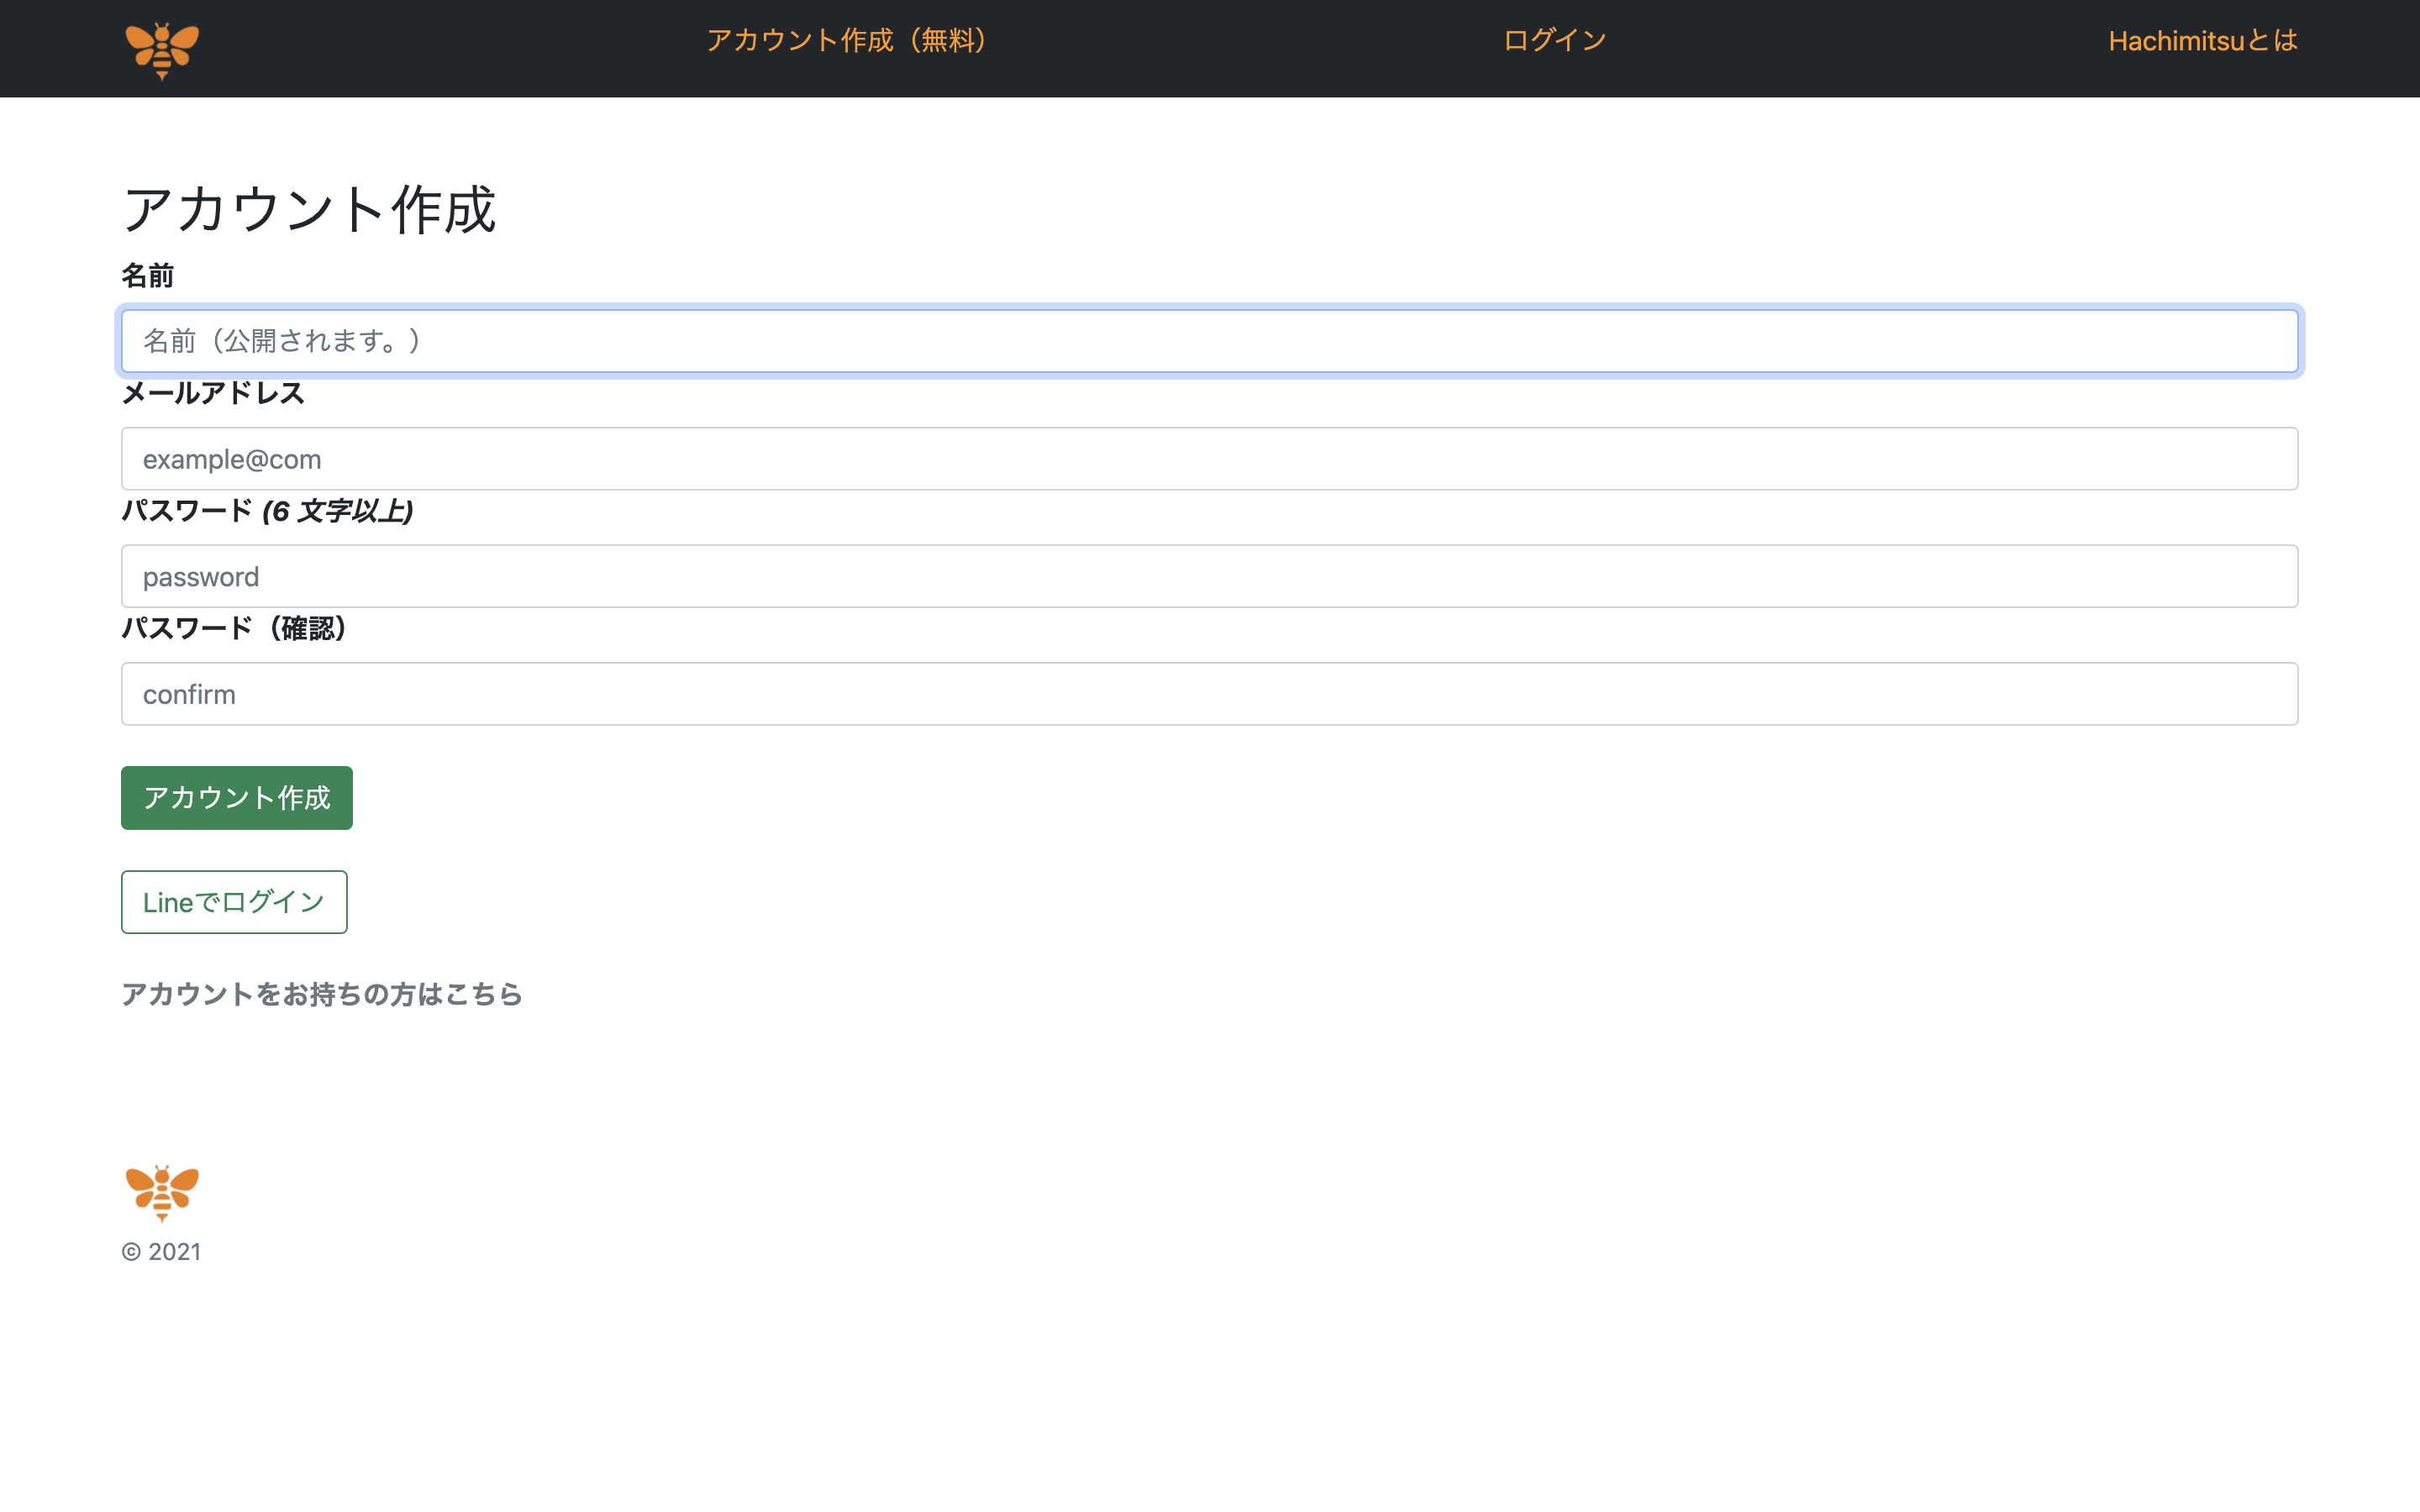 アカウント作成（無料）
ログイン
Hachimitsuとは
アカウント作成
名前
名前（公開されます。）
メールアドレス
example@com
パスワード (6 文字以上)
password
パスワード（確認）
confirm
アカウント作成
Lineでログイン
アカウントをお持ちの方はこちら
© 2021